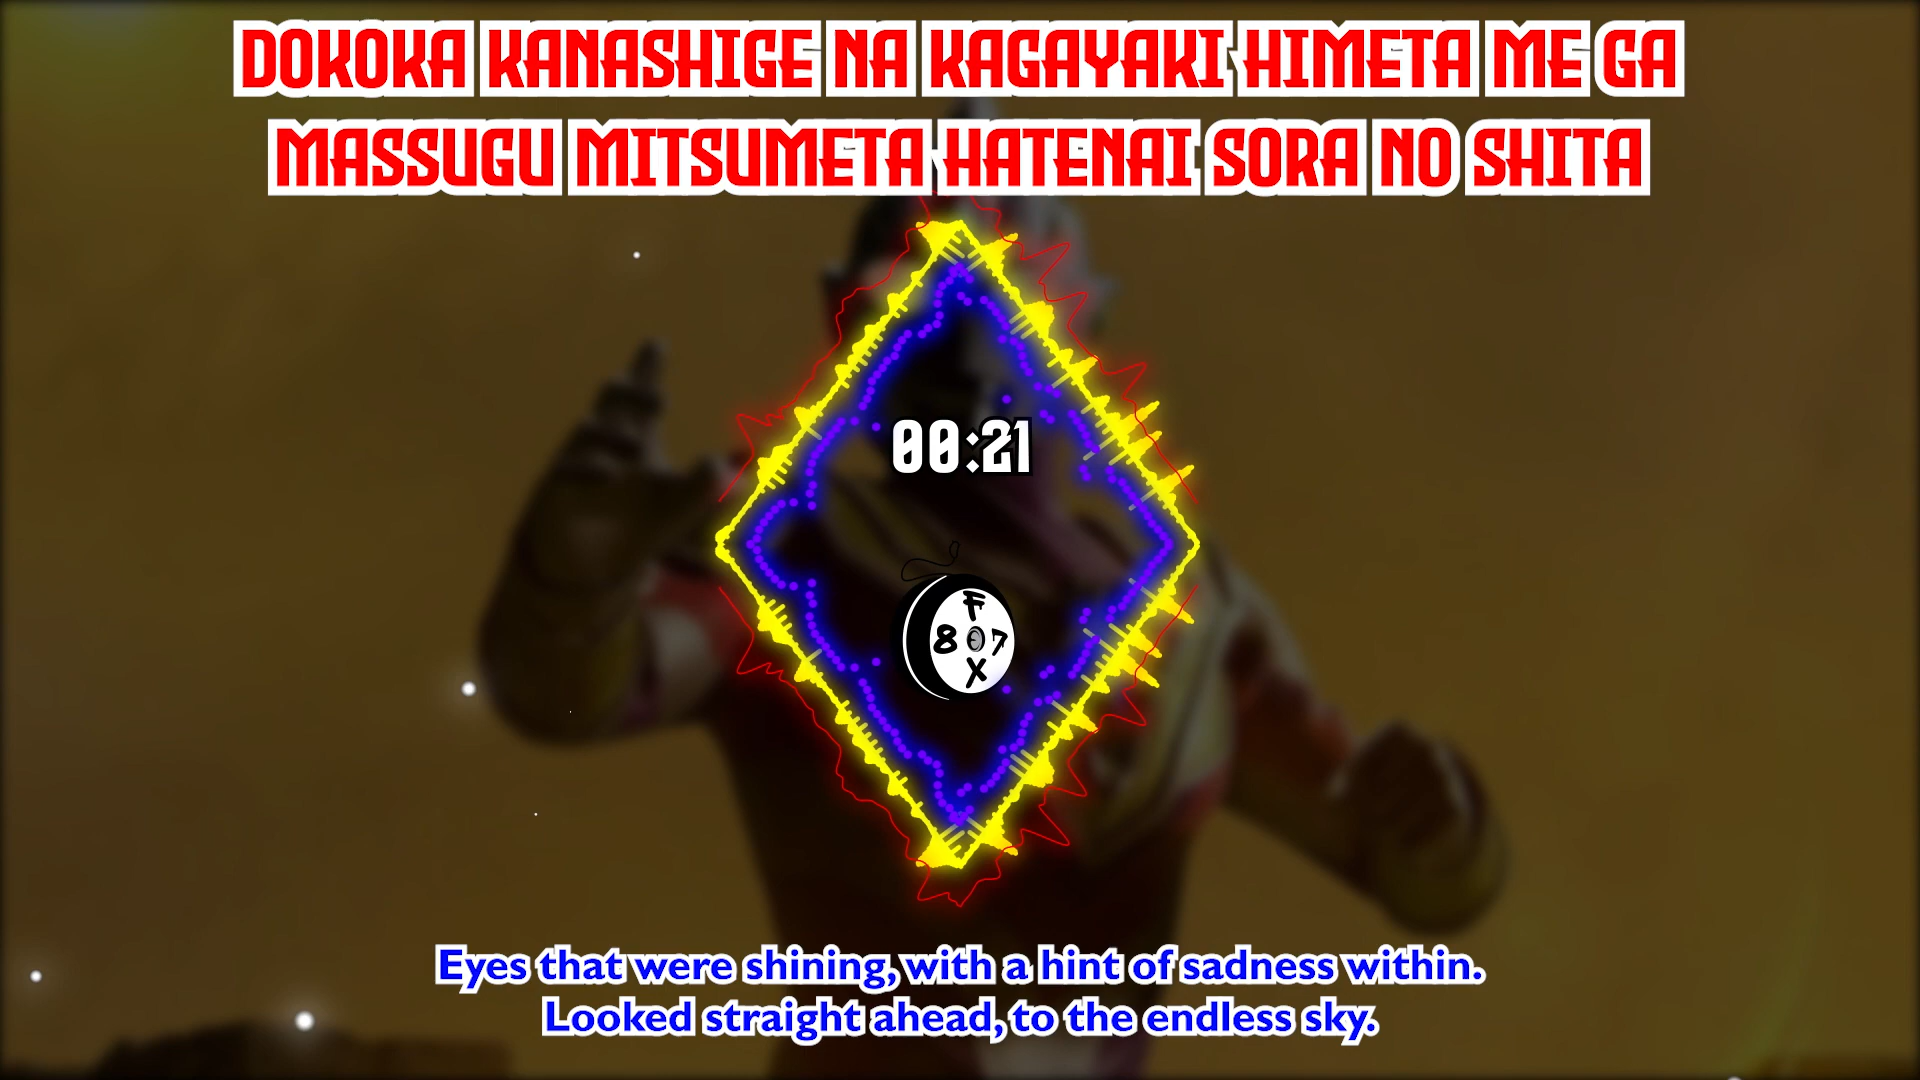 DOKOKA KANASHIGE NA KAGAYAKI HIMETA ME GA
MASSUGU MITSUMETA HATENAI SORA NO SHITA
00:21
F
8 7
X
Eyes that were shining, with a hint of sadness within.
Looked straight ahead, to the endless sky.